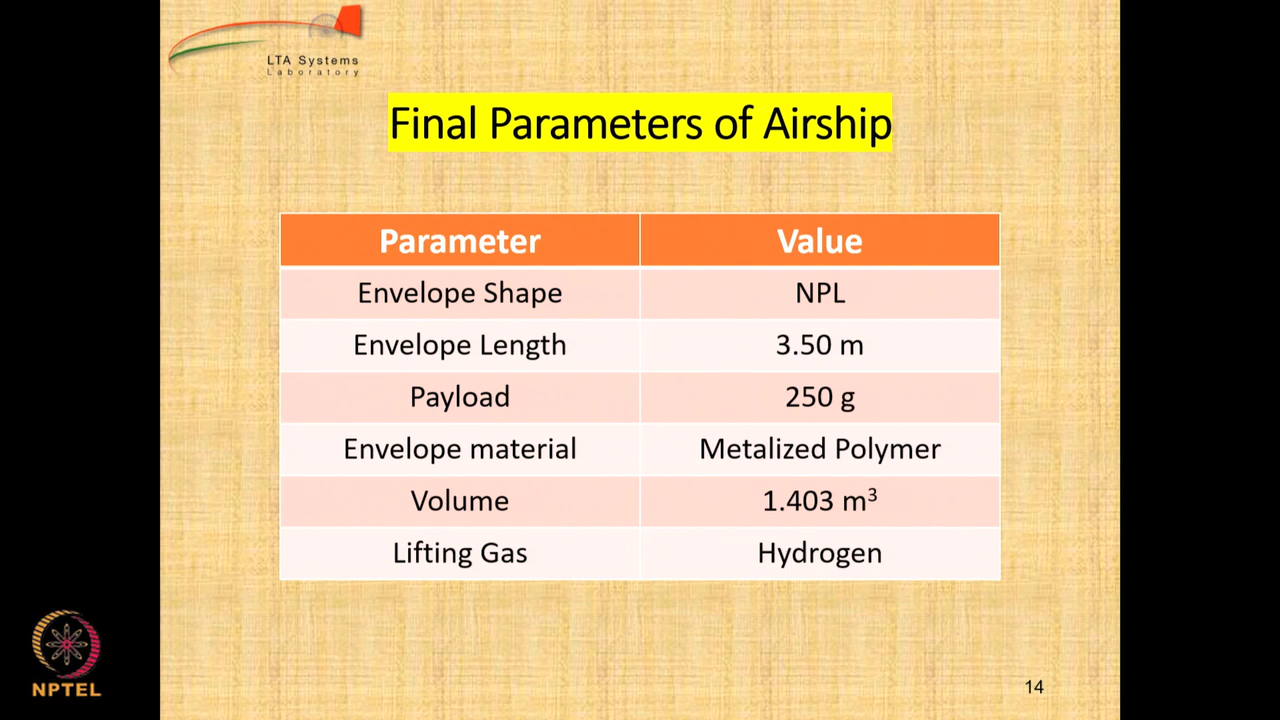 LTA Systems
Laboratory
Final Parameters of Airship
Parameter Value
Envelope Shape NPL
Envelope Length 3.50 m
Payload 250 g
Envelope material Metalized Polymer
Volume 1.403 m³
Lifting Gas Hydrogen
NPTEL
14